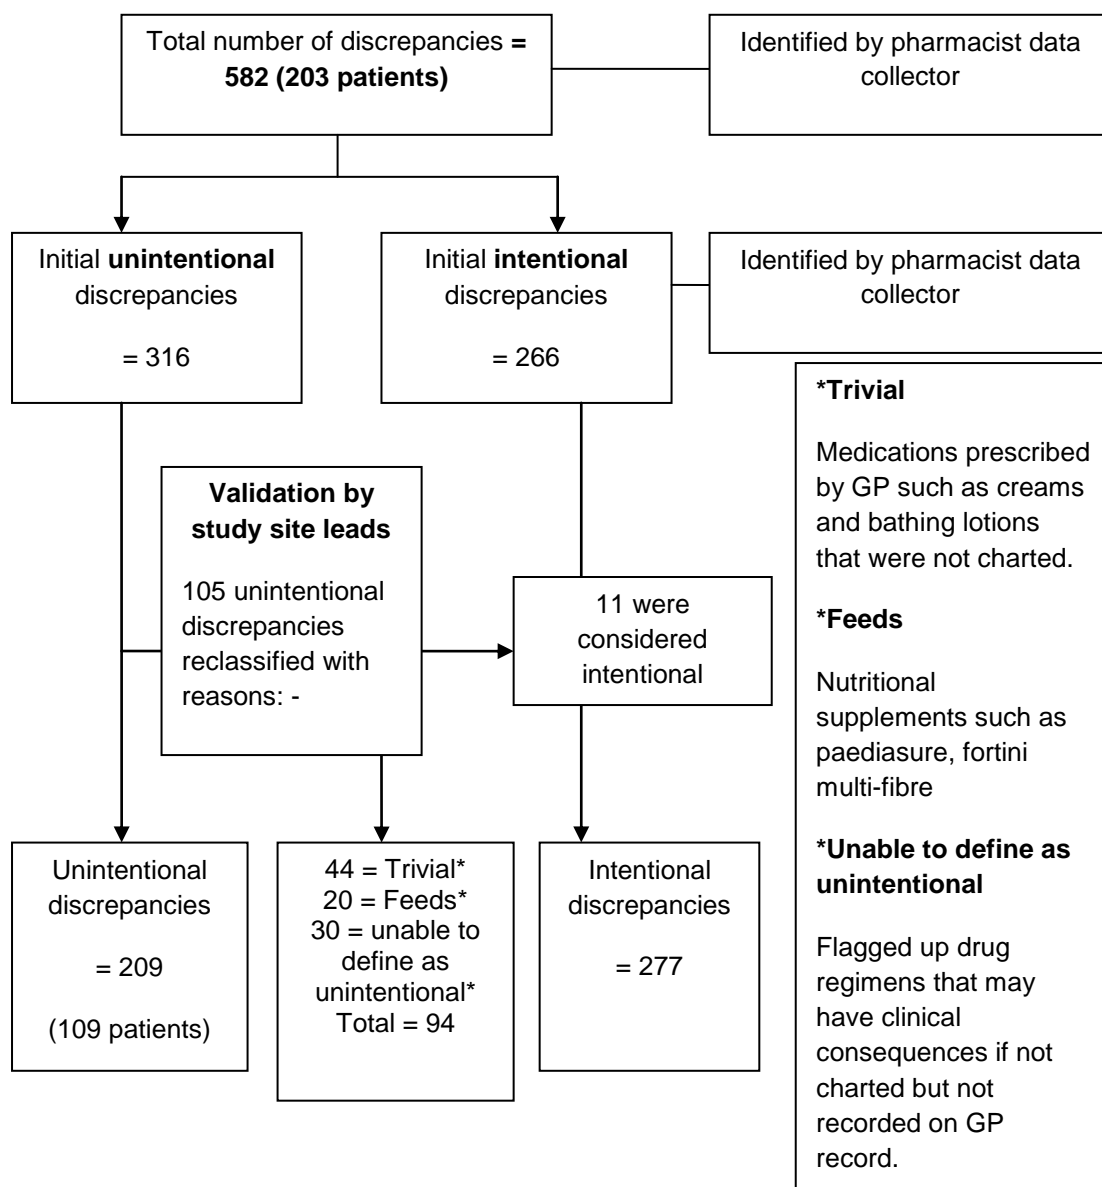 Total number of discrepancies =
582 (203 patients)
Identified by pharmacist data
collector
Initial unintentional
discrepancies
= 316
Initial intentional
discrepancies
= 266
Identified by pharmacist data
collector
Validation by
study site leads
105 unintentional
discrepancies
reclassified with
reasons: -
11 were
considered
intentional
Unintentional
discrepancies
= 209
(109 patients)
44 = Trivial*
20 = Feeds*
30 = unable to
define as
unintentional*
Total = 94
Intentional
discrepancies
= 277
*Trivial
Medications prescribed
by GP such as creams
and bathing lotions
that were not charted.
*Feeds
Nutritional
supplements such as
paediasure, fortini
multi-fibre
*Unable to define as
unintentional
Flagged up drug
regimens that may
have clinical
consequences if not
charted but not
recorded on GP
record.